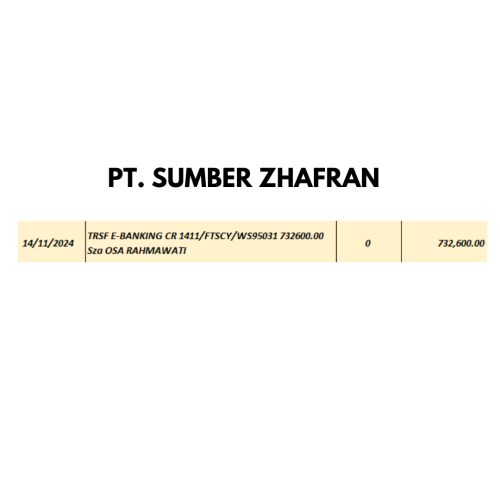 PT. SUMBER ZHAFRAN
14/11/2024
TRSF E-BANKING CR 1411/FTSCY/WS95031 732600.00
Sza OSA RAHMAWATI
0
732,600.00